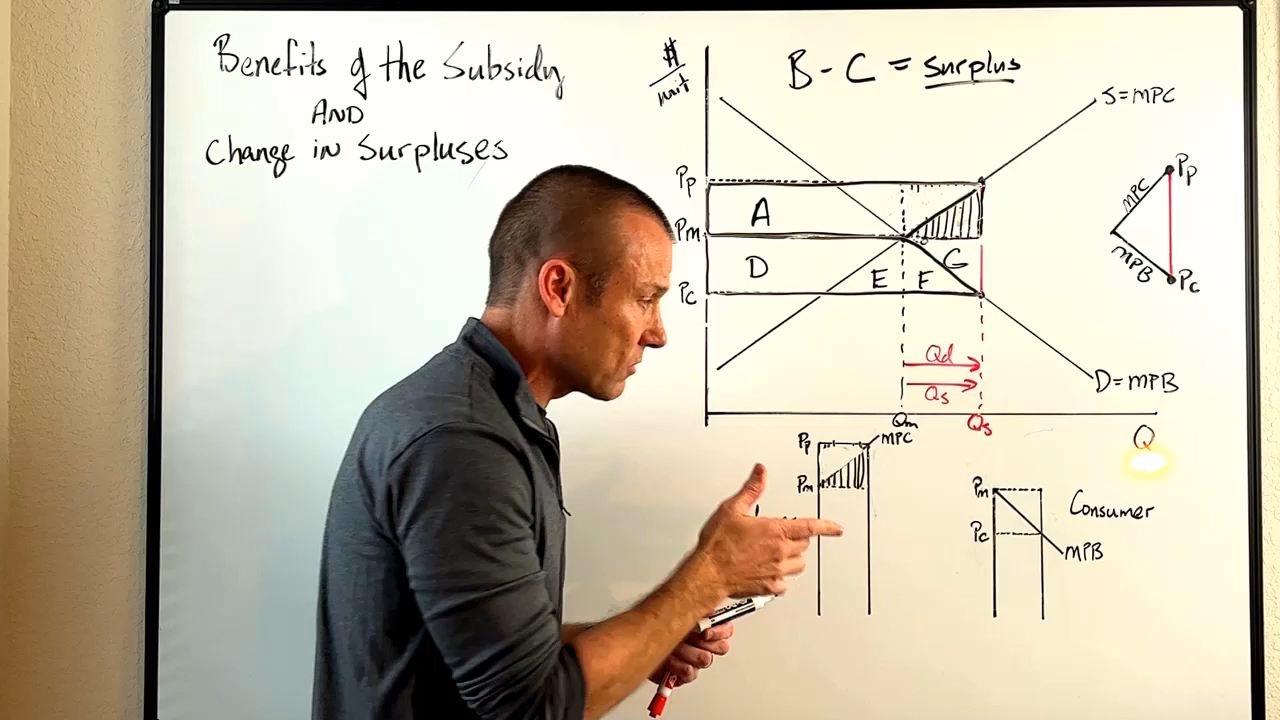 Benefits of the Subsidy
AND
Change in Surpluses
$
unit
B - C = Surplus
S = MPC
Pp
A
Pm
D
E
F
G
Pc
Qd
Qs
D = MPB
Qm
Qs
Q
MPC
Pp
MPB
Pc
Pp
MPC
Pm
Pm
Consumer
Pc
MPB